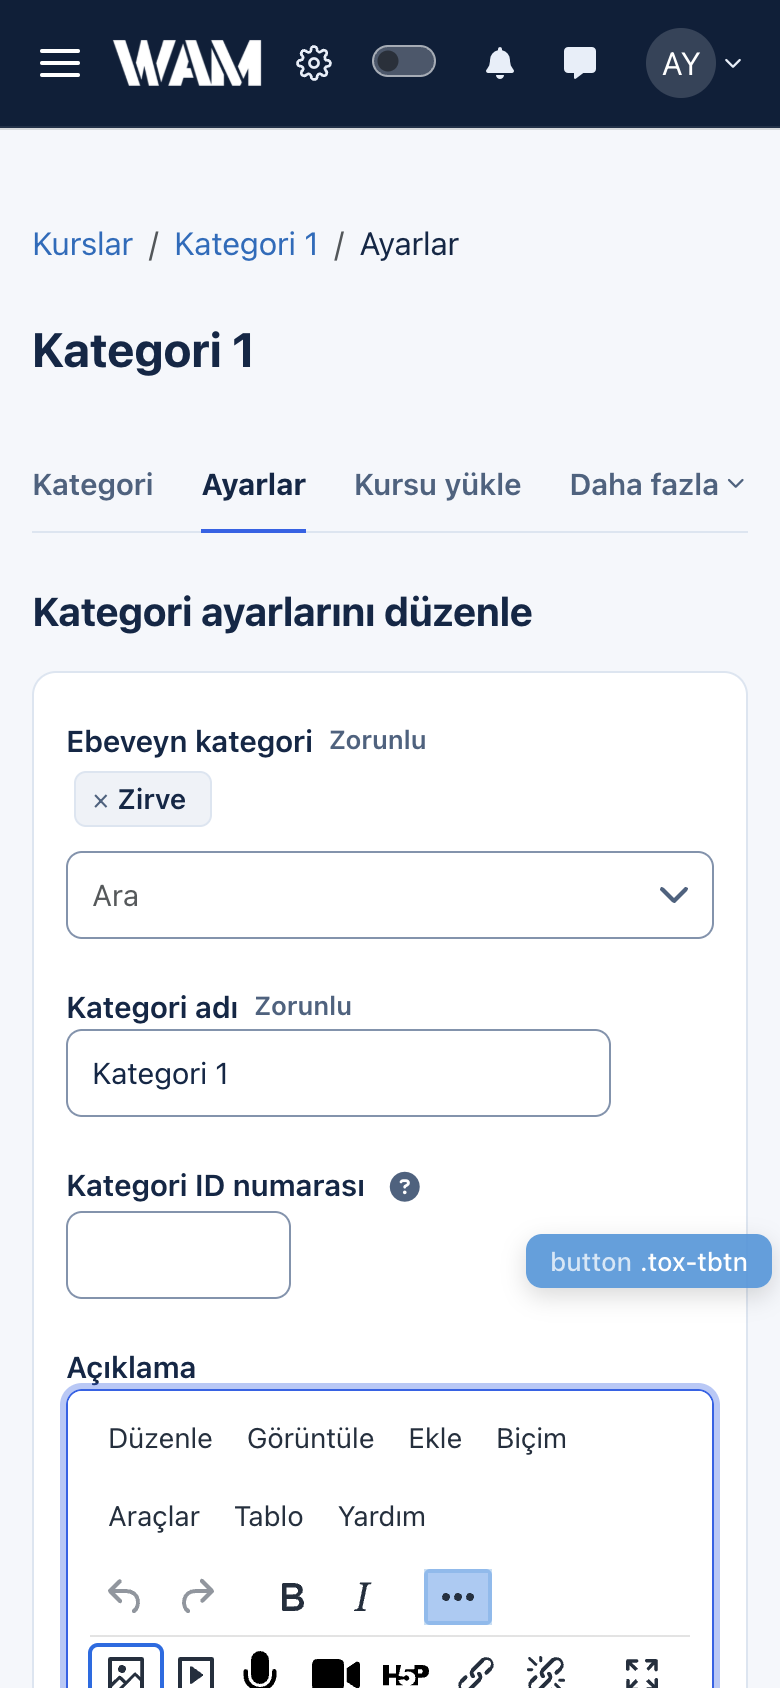 WAM
AY
Kurslar / Kategori 1 / Ayarlar
Kategori 1
Kategori Ayarlar Kursu yükle Daha fazla
Kategori ayarlarını düzenle
Ebeveyn kategori Zorunlu
× Zirve
Ara
Kategori adı Zorunlu
Kategori 1
Kategori ID numarası ?
button .tox-tbtn
Açıklama
Düzenle Görüntüle Ekle Biçim
Araçlar Tablo Yardım
B I
H5P